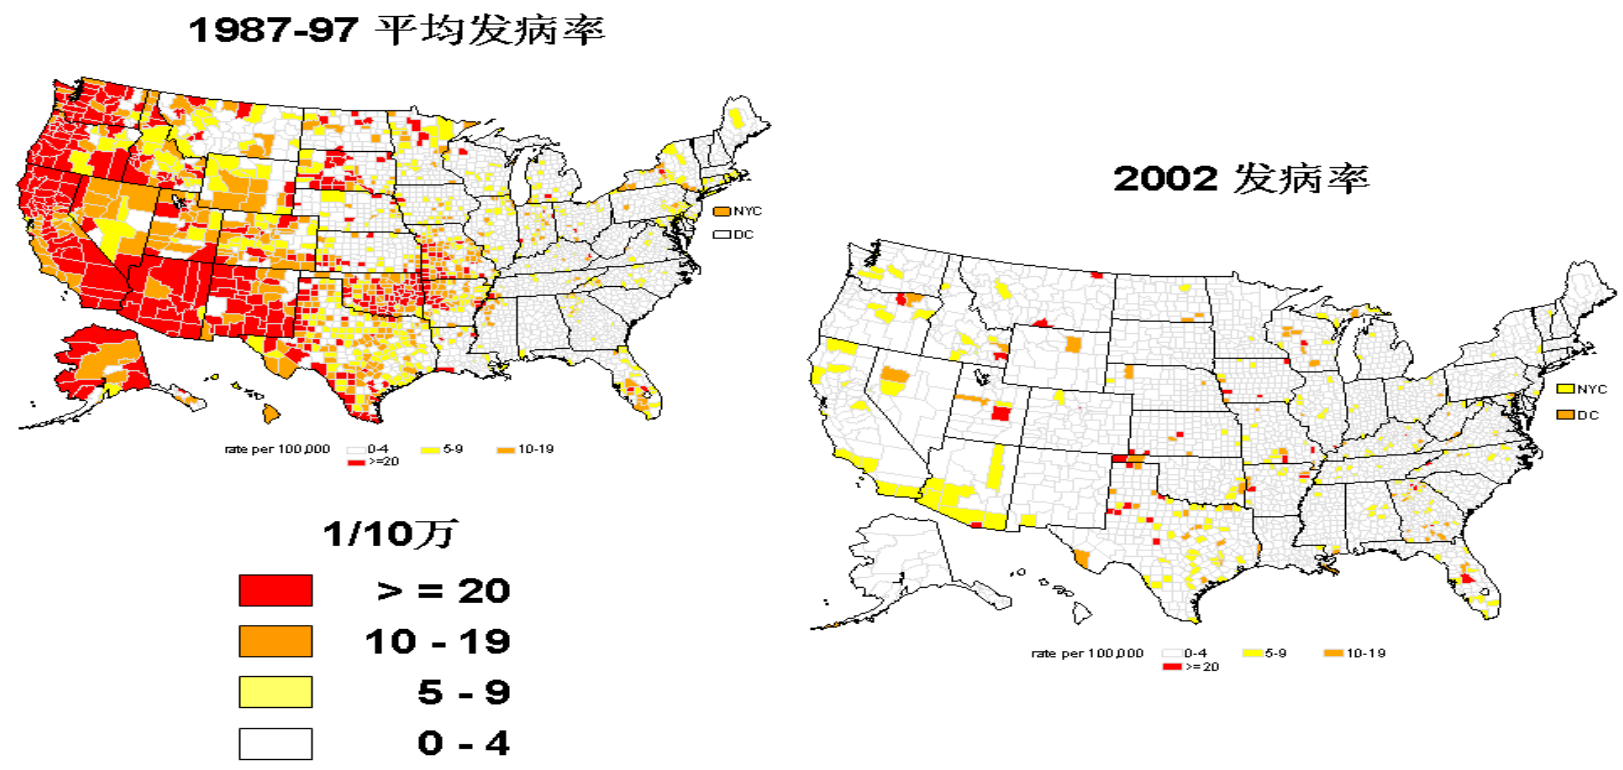 1987-97 平均发病率
NYC
DC
rate per 100,000 0-4 5-9 10-19
>=20
1/10万
> = 20
10 - 19
5 - 9
0 - 4
2002 发病率
NYC
DC
rate per 100,000 0-4 5-9 10-19
>=20